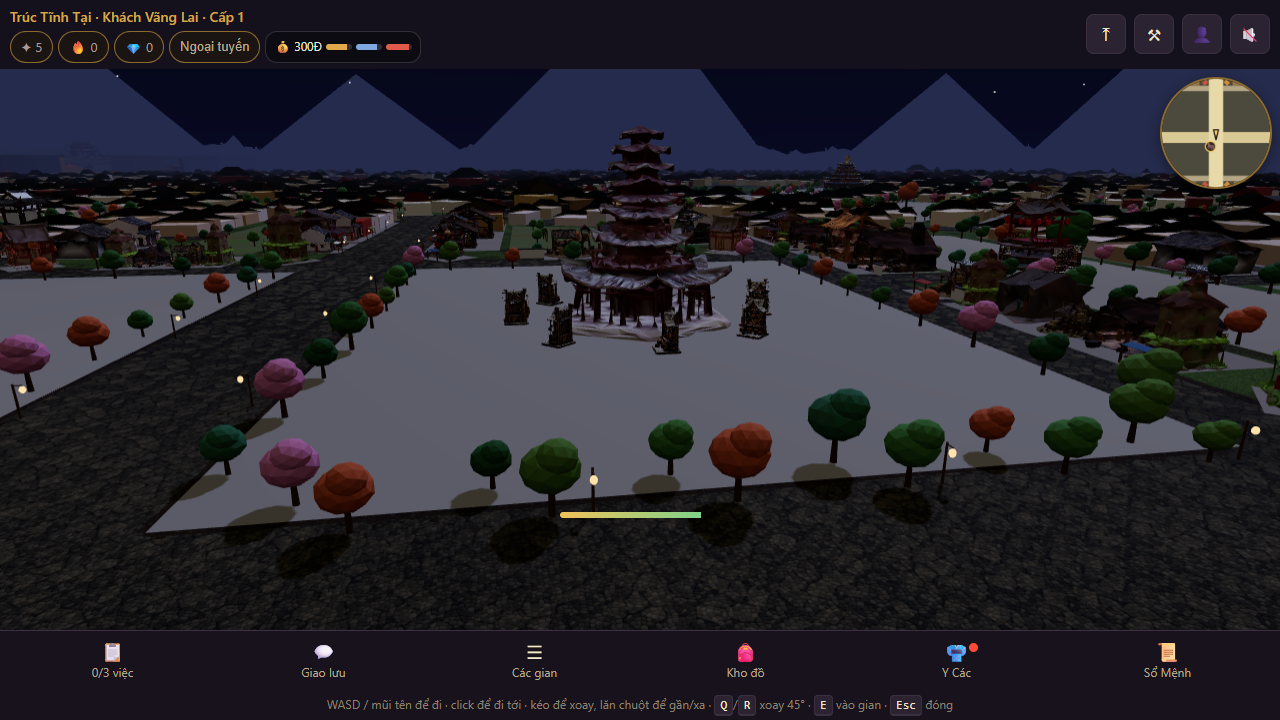 Trúc Tĩnh Tại · Khách Vãng Lai · Cấp 1
5
0
0
Ngoại tuyến
300Đ
0/3 việc
Giao lưu
Các gian
Kho đồ
Y Các
Sổ Mệnh
WASD / mũi tên để đi · click để đi tới · kéo để xoay, lăn chuột để gần/xa · Q / R xoay 45° · E vào gian · Esc đóng